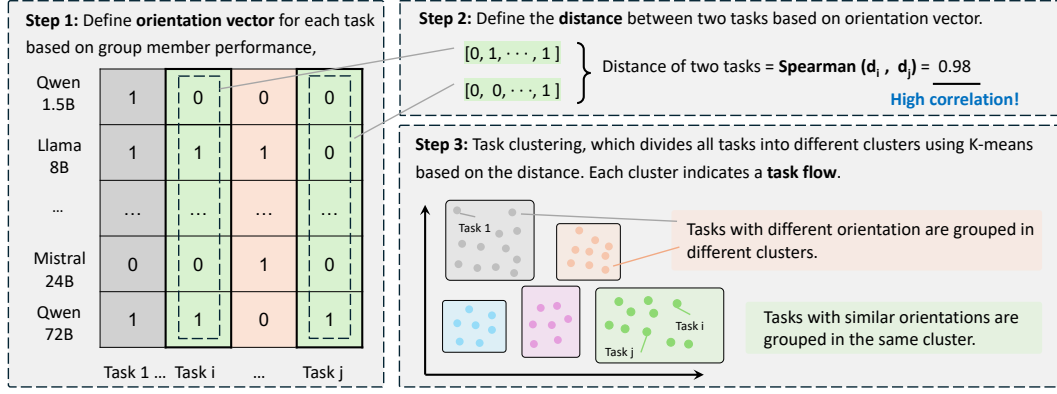 Step 1: Define orientation vector for each task
based on group member performance,
Qwen
1.5B
1 0 0 0
Llama
8B
1 1 1 0
... ... ... ... ...
Mistral
24B
0 0 1 0
Qwen
72B
1 1 0 1
Task 1 ... Task i ... Task j
Step 2: Define the distance between two tasks based on orientation vector.
[0, 1, · · · , 1 ]
[0, 0, · · · , 1 ]
Distance of two tasks = Spearman (d_i , d_j) = 0.98
High correlation!
Step 3: Task clustering, which divides all tasks into different clusters using K-means
based on the distance. Each cluster indicates a task flow.
Task 1
Tasks with different orientation are grouped in
different clusters.
Task i
Task j
Tasks with similar orientations are
grouped in the same cluster.